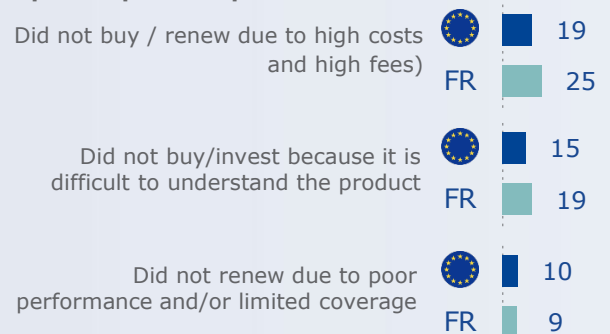 Did not buy / renew due to high costs
and high fees)
19
FR
25
Did not buy/invest because it is
difficult to understand the product
15
FR
19
Did not renew due to poor
performance and/or limited coverage
10
FR
9